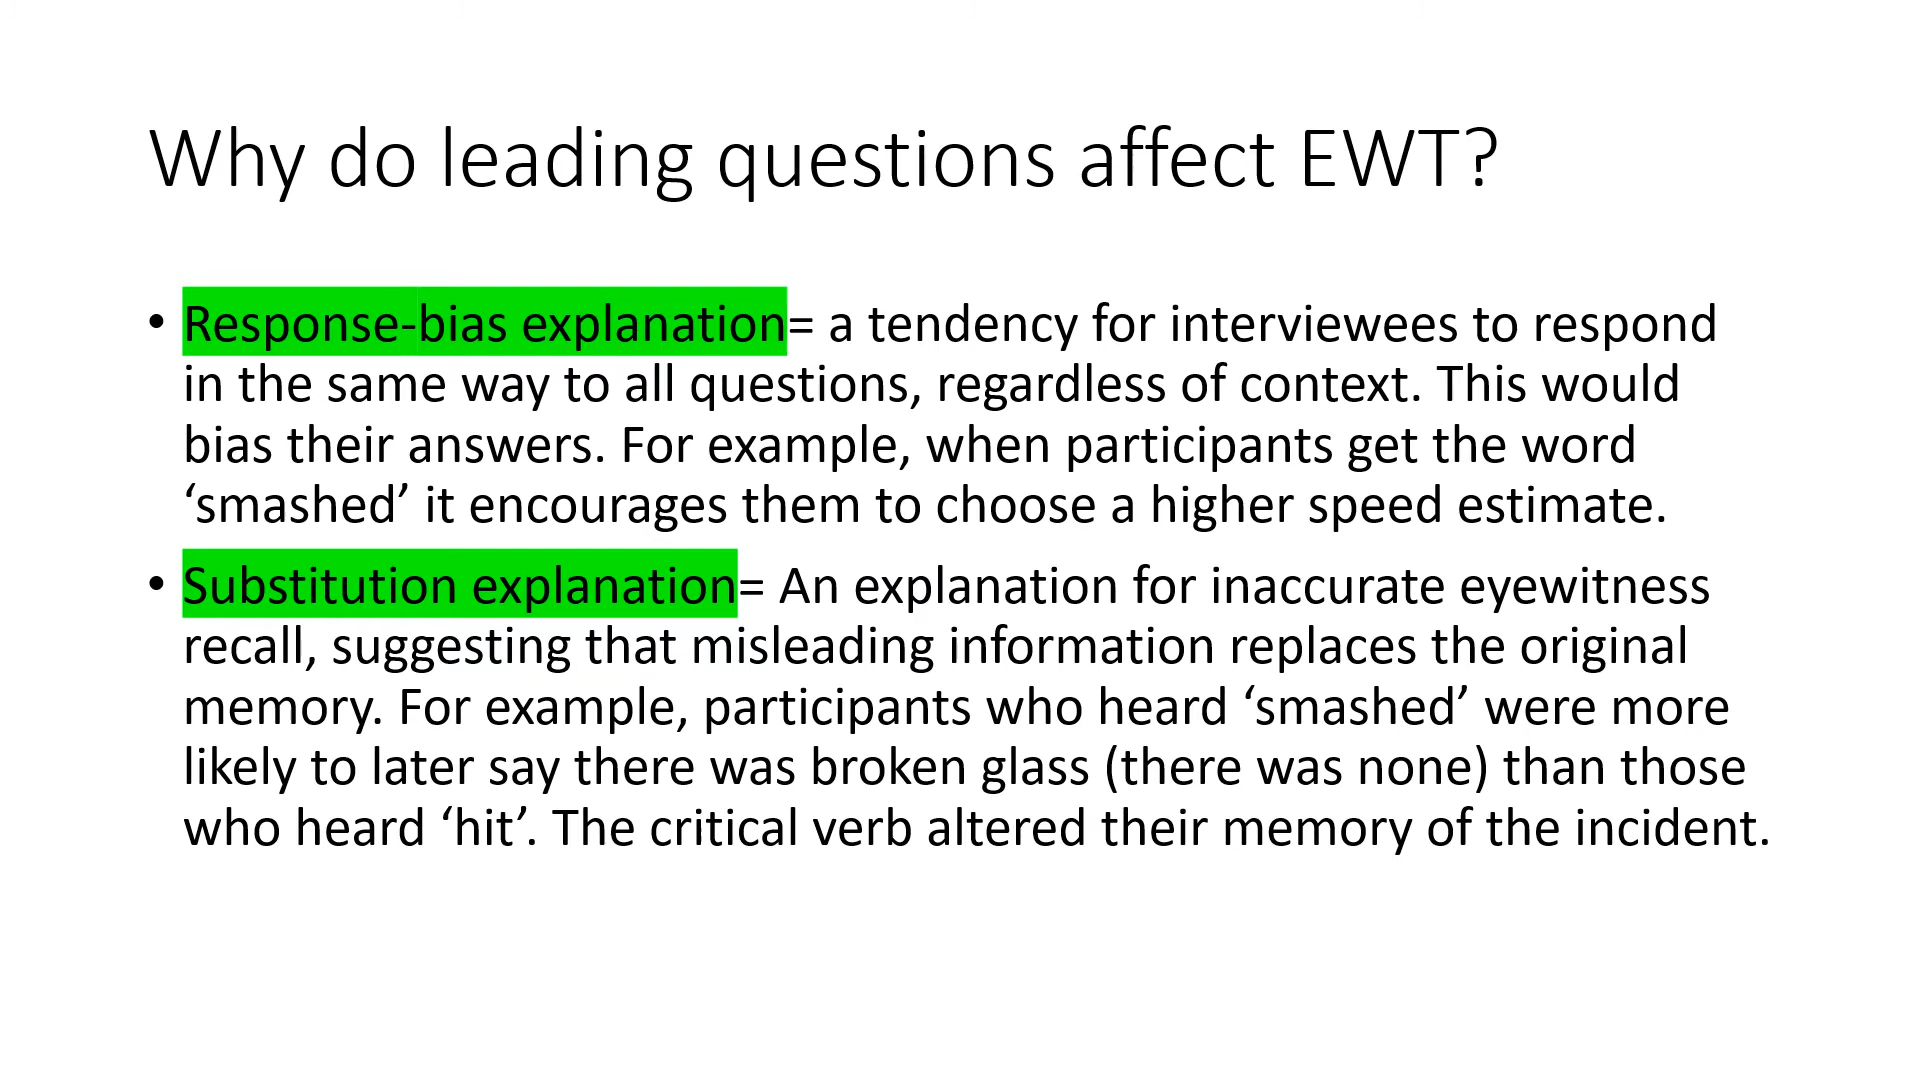 Why do leading questions affect EWT?
• Response-bias explanation= a tendency for interviewees to respond
in the same way to all questions, regardless of context. This would
bias their answers. For example, when participants get the word
‘smashed’ it encourages them to choose a higher speed estimate.
• Substitution explanation= An explanation for inaccurate eyewitness
recall, suggesting that misleading information replaces the original
memory. For example, participants who heard ‘smashed’ were more
likely to later say there was broken glass (there was none) than those
who heard ‘hit’. The critical verb altered their memory of the incident.